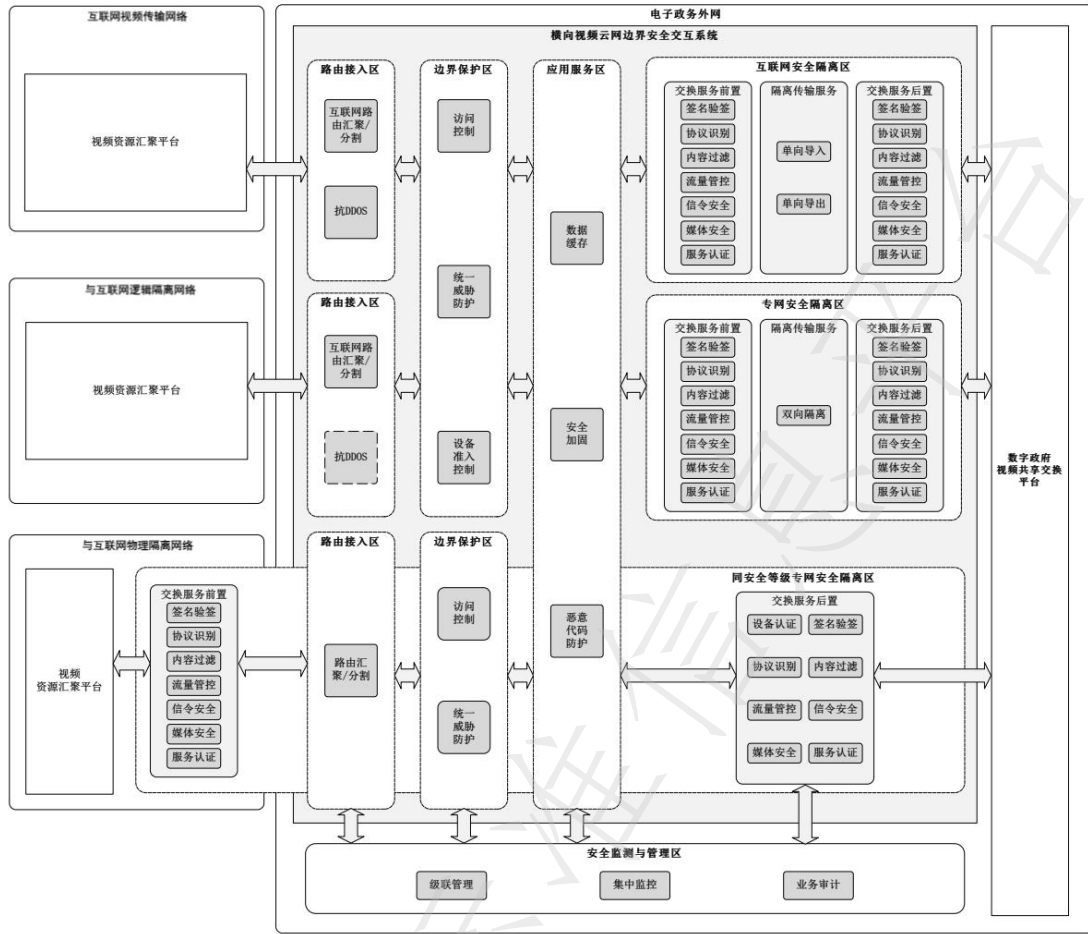 互联网视频传输网络
视频资源汇聚平台
与互联网逻辑隔离网络
视频资源汇聚平台
与互联网物理隔离网络
视频
资源汇聚平台
交换服务前置
签名验签
协议识别
内容过滤
流量管控
信令安全
媒体安全
服务认证
电子政务外网
横向视频云网边界安全交互系统
路由接入区
互联网路
由汇聚/
分割
抗DDOS
路由接入区
互联网路
由汇聚/
分割
抗DDOS
路由接入区
路由汇
聚/分割
边界保护区
访问
控制
统一
威胁
防护
设备
准入
控制
边界保护区
访问
控制
统一
威胁
防护
应用服务区
数据
缓存
安全
加固
恶意
代码
防护
互联网安全隔离区
交换服务前置
签名验签
协议识别
内容过滤
流量管控
信令安全
媒体安全
服务认证
隔离传输服务
单向导入
单向导出
交换服务后置
签名验签
协议识别
内容过滤
流量管控
信令安全
媒体安全
服务认证
专网安全隔离区
交换服务前置
签名验签
协议识别
内容过滤
流量管控
信令安全
媒体安全
服务认证
隔离传输服务
双向隔离
交换服务后置
签名验签
协议识别
内容过滤
流量管控
信令安全
媒体安全
服务认证
同安全等级专网安全隔离区
交换服务后置
设备认证 签名验签
协议识别 内容过滤
流量管控 信令安全
媒体安全 服务认证
数字政府
视频共享交换
平台
安全监测与管理区
级联管理 集中监控 业务审计